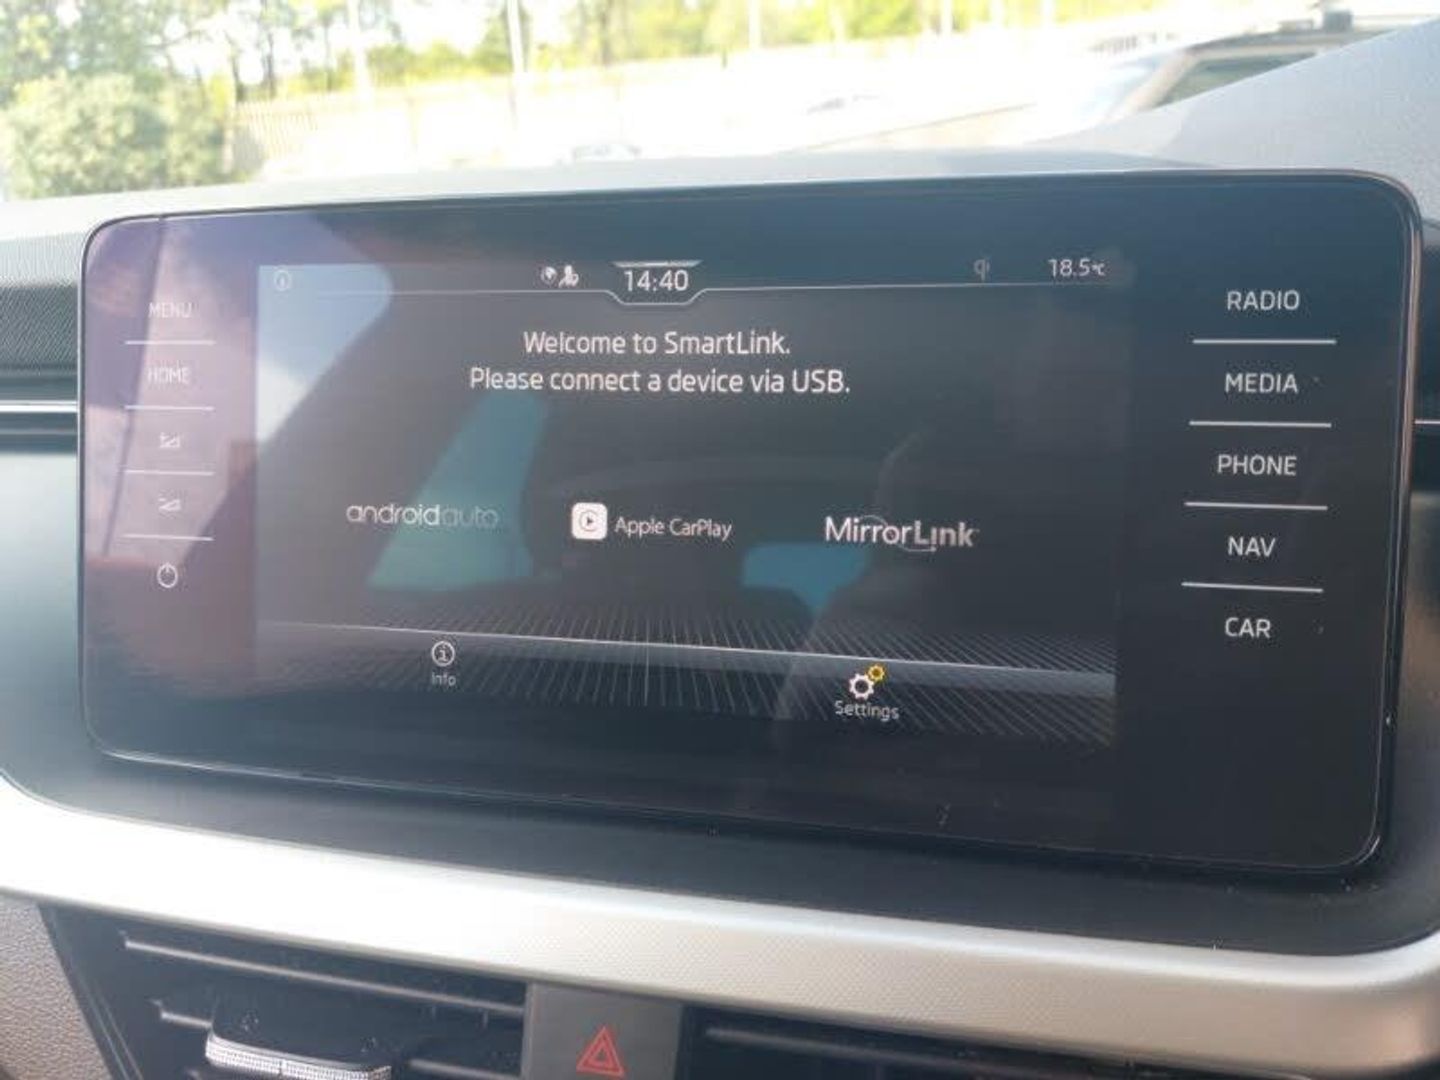 14:40
18.5°C
Welcome to SmartLink.
Please connect a device via USB.
androidauto
Apple CarPlay
MirrorLink
Info
Settings
MENU
HOME
RADIO
MEDIA
PHONE
NAV
CAR